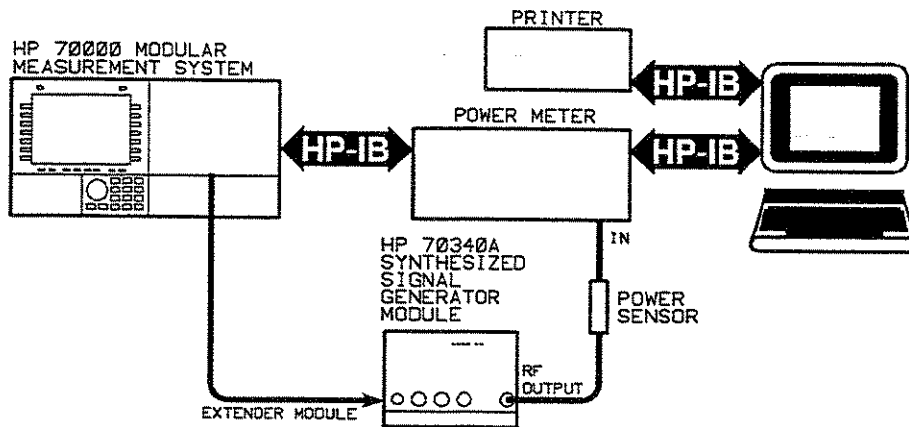 PRINTER
HP 70000 MODULAR
MEASUREMENT SYSTEM
HP-IB
POWER METER
HP-IB
HP-IB
IN
HP 70340A
SYNTHESIZED
SIGNAL
GENERATOR
MODULE
POWER
SENSOR
RF
OUTPUT
EXTENDER MODULE